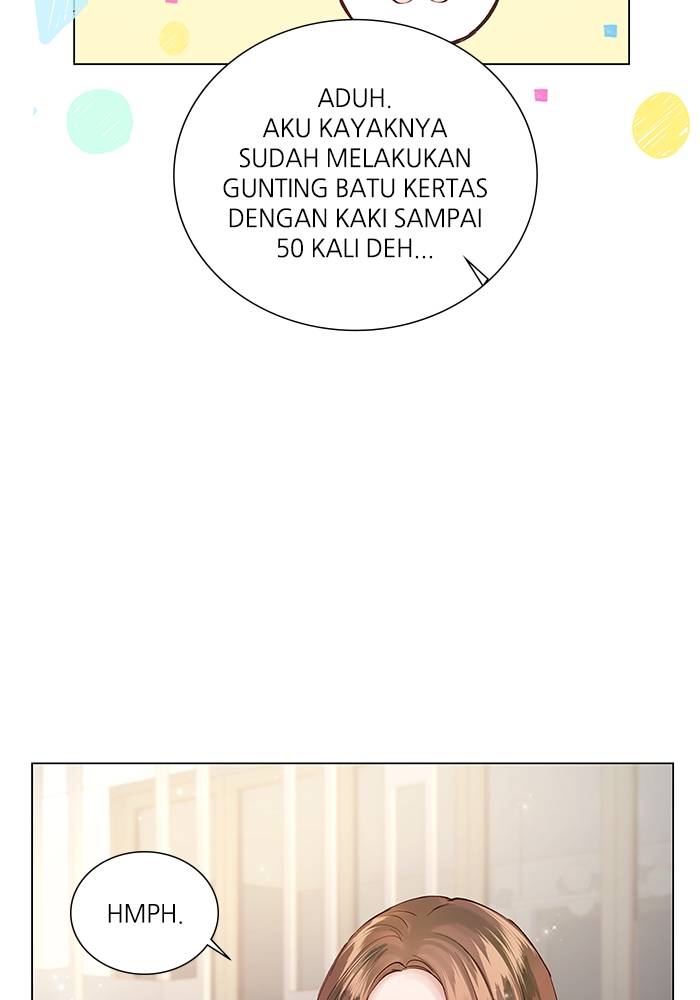 ADUH.
AKU KAYAKNYA
SUDAH MELAKUKAN
GUNTING BATU KERTAS
DENGAN KAKI SAMPAI
50 KALI DEH...
HMPH.